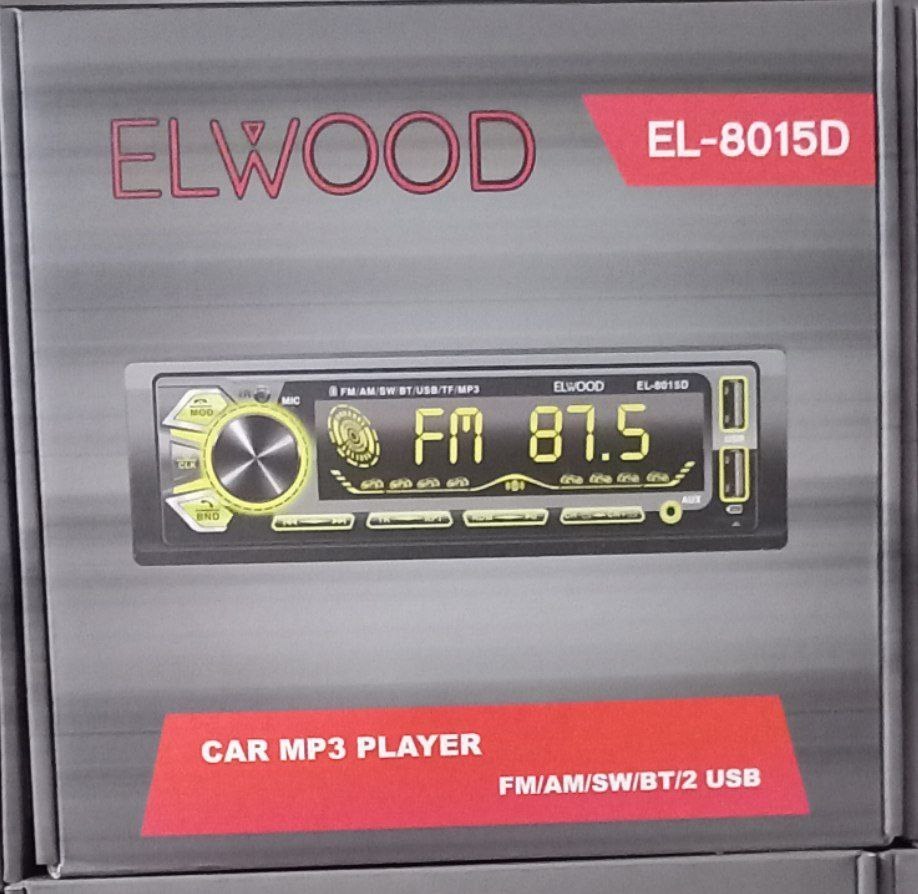 ELWOOD
EL-8015D
FM/AM/SW/BT/USB/TF/MP3
ELWOOD
EL-8015D
MOD
MIC
CLK
FM 87.5
BND
AUX
CAR MP3 PLAYER
FM/AM/SW/BT/2 USB